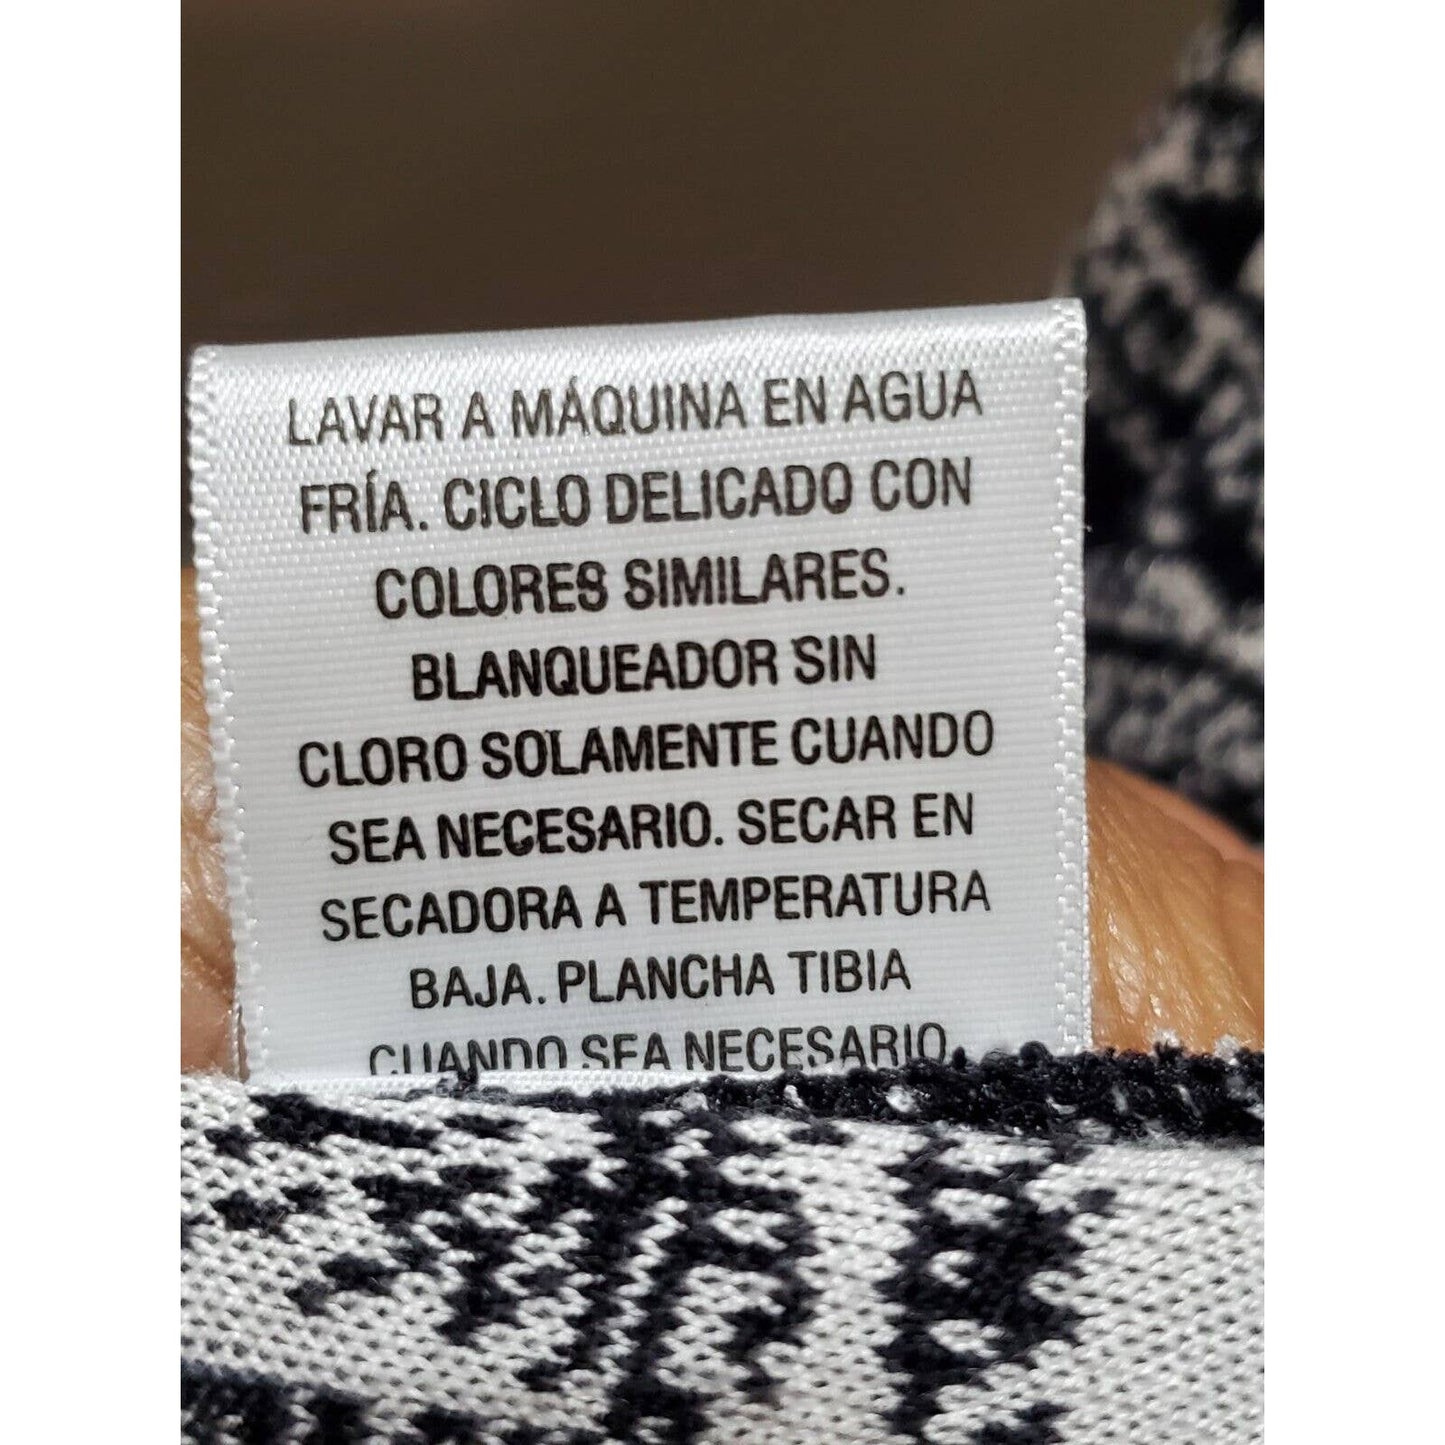 LAVAR A MÁQUINA EN AGUA
FRÍA. CICLO DELICADO CON
COLORES SIMILARES.
BLANQUEADOR SIN
CLORO SOLAMENTE CUANDO
SEA NECESARIO. SECAR EN
SECADORA A TEMPERATURA
BAJA. PLANCHA TIBIA
CUANDO SEA NECESARIO.